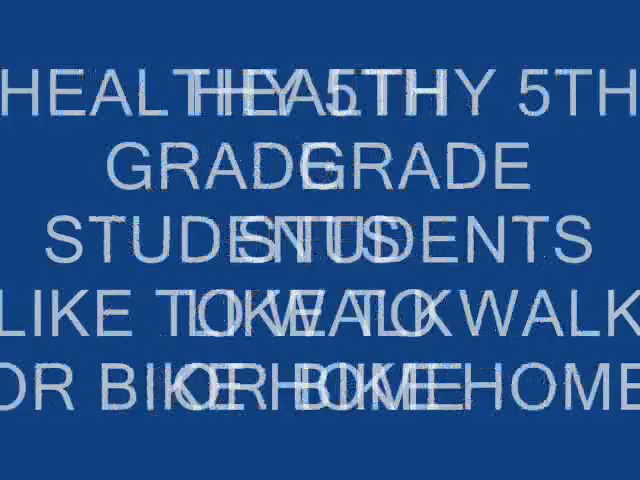 HEALTHY 5TH
GRADE
STUDENTS
LIKE TO WALK
OR BIKE HOME